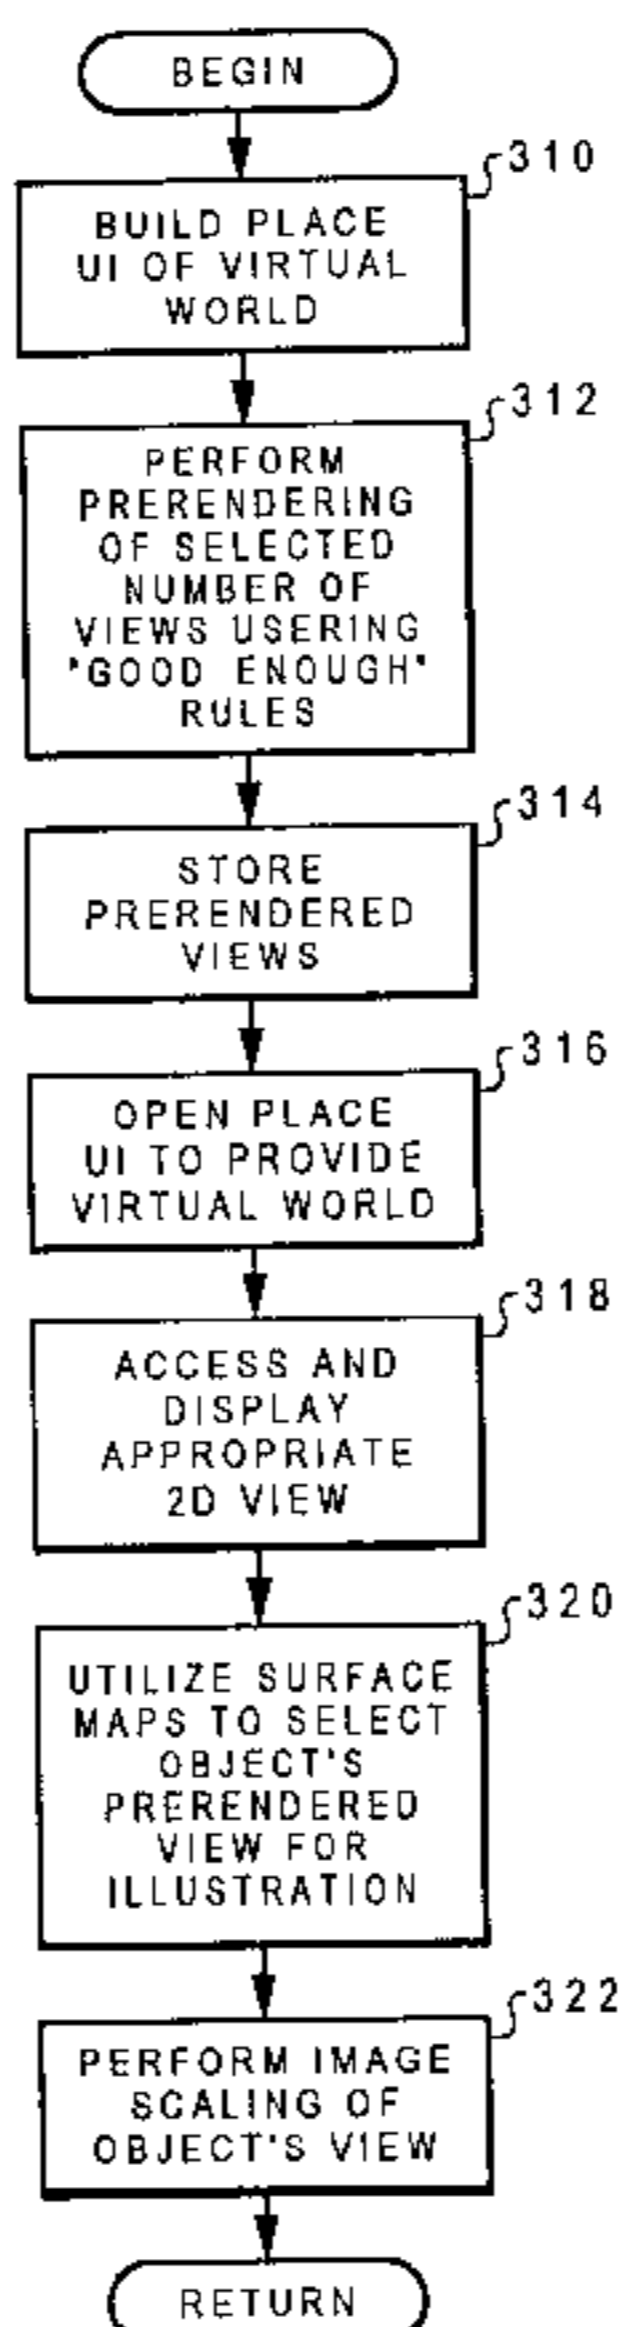 BEGIN
310
BUILD PLACE
UI OF VIRTUAL
WORLD
312
PERFORM
PRERENDERING
OF SELECTED
NUMBER OF
VIEWS USERING
"GOOD ENOUGH"
RULES
314
STORE
PRERENDERED
VIEWS
316
OPEN PLACE
UI TO PROVIDE
VIRTUAL WORLD
318
ACCESS AND
DISPLAY
APPROPRIATE
2D VIEW
320
UTILIZE SURFACE
MAPS TO SELECT
OBJECT'S
PRERENDERED
VIEW FOR
ILLUSTRATION
322
PERFORM IMAGE
SCALING OF
OBJECT'S VIEW
RETURN